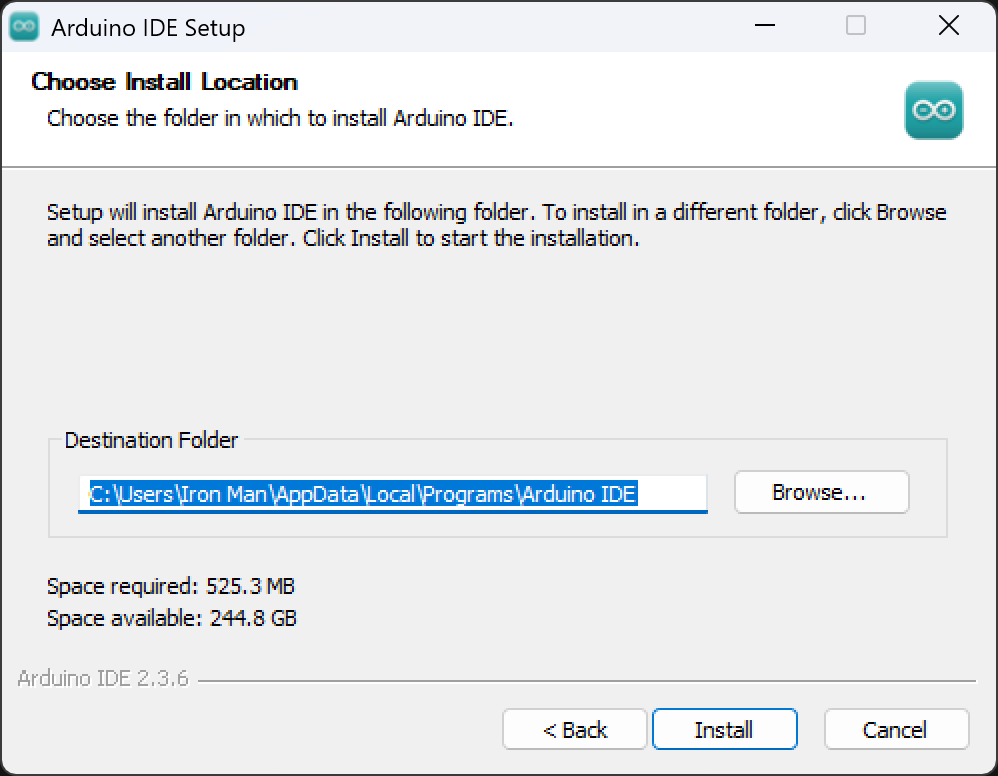 Arduino IDE Setup
Choose Install Location
Choose the folder in which to install Arduino IDE.
Setup will install Arduino IDE in the following folder. To install in a different folder, click Browse
and select another folder. Click Install to start the installation.
Destination Folder
C:\Users\Iron Man\AppData\Local\Programs\Arduino IDE
Browse...
Space required: 525.3 MB
Space available: 244.8 GB
Arduino IDE 2.3.6
< Back
Install
Cancel